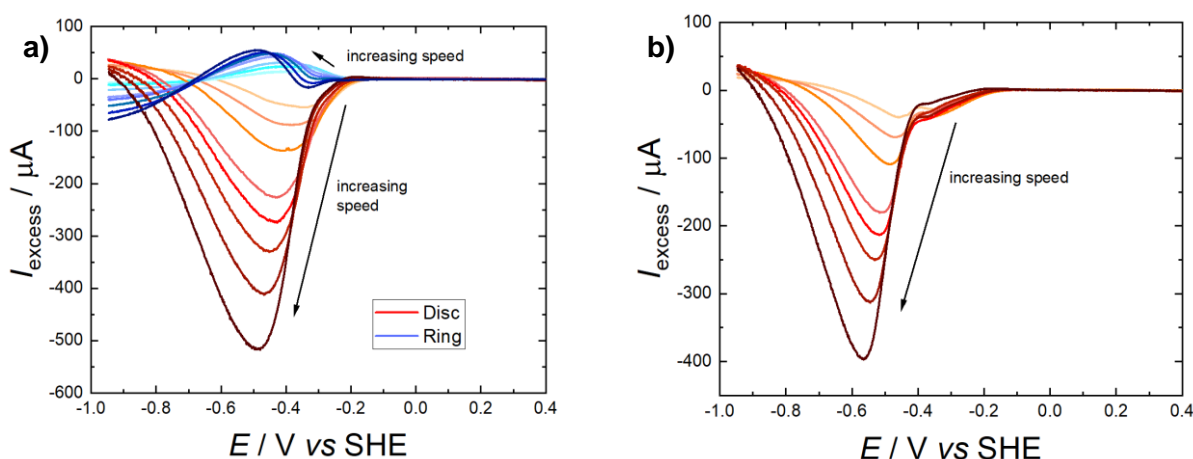 a)
100
0
-100
-200
-300
-400
-500
-600
I excess / μA
increasing speed
increasing
speed
Disc
Ring
-1.0 -0.8 -0.6 -0.4 -0.2 0.0 0.2 0.4
E / V vs SHE
b)
100
0
-100
-200
-300
-400
I excess / μA
increasing speed
-1.0 -0.8 -0.6 -0.4 -0.2 0.0 0.2 0.4
E / V vs SHE